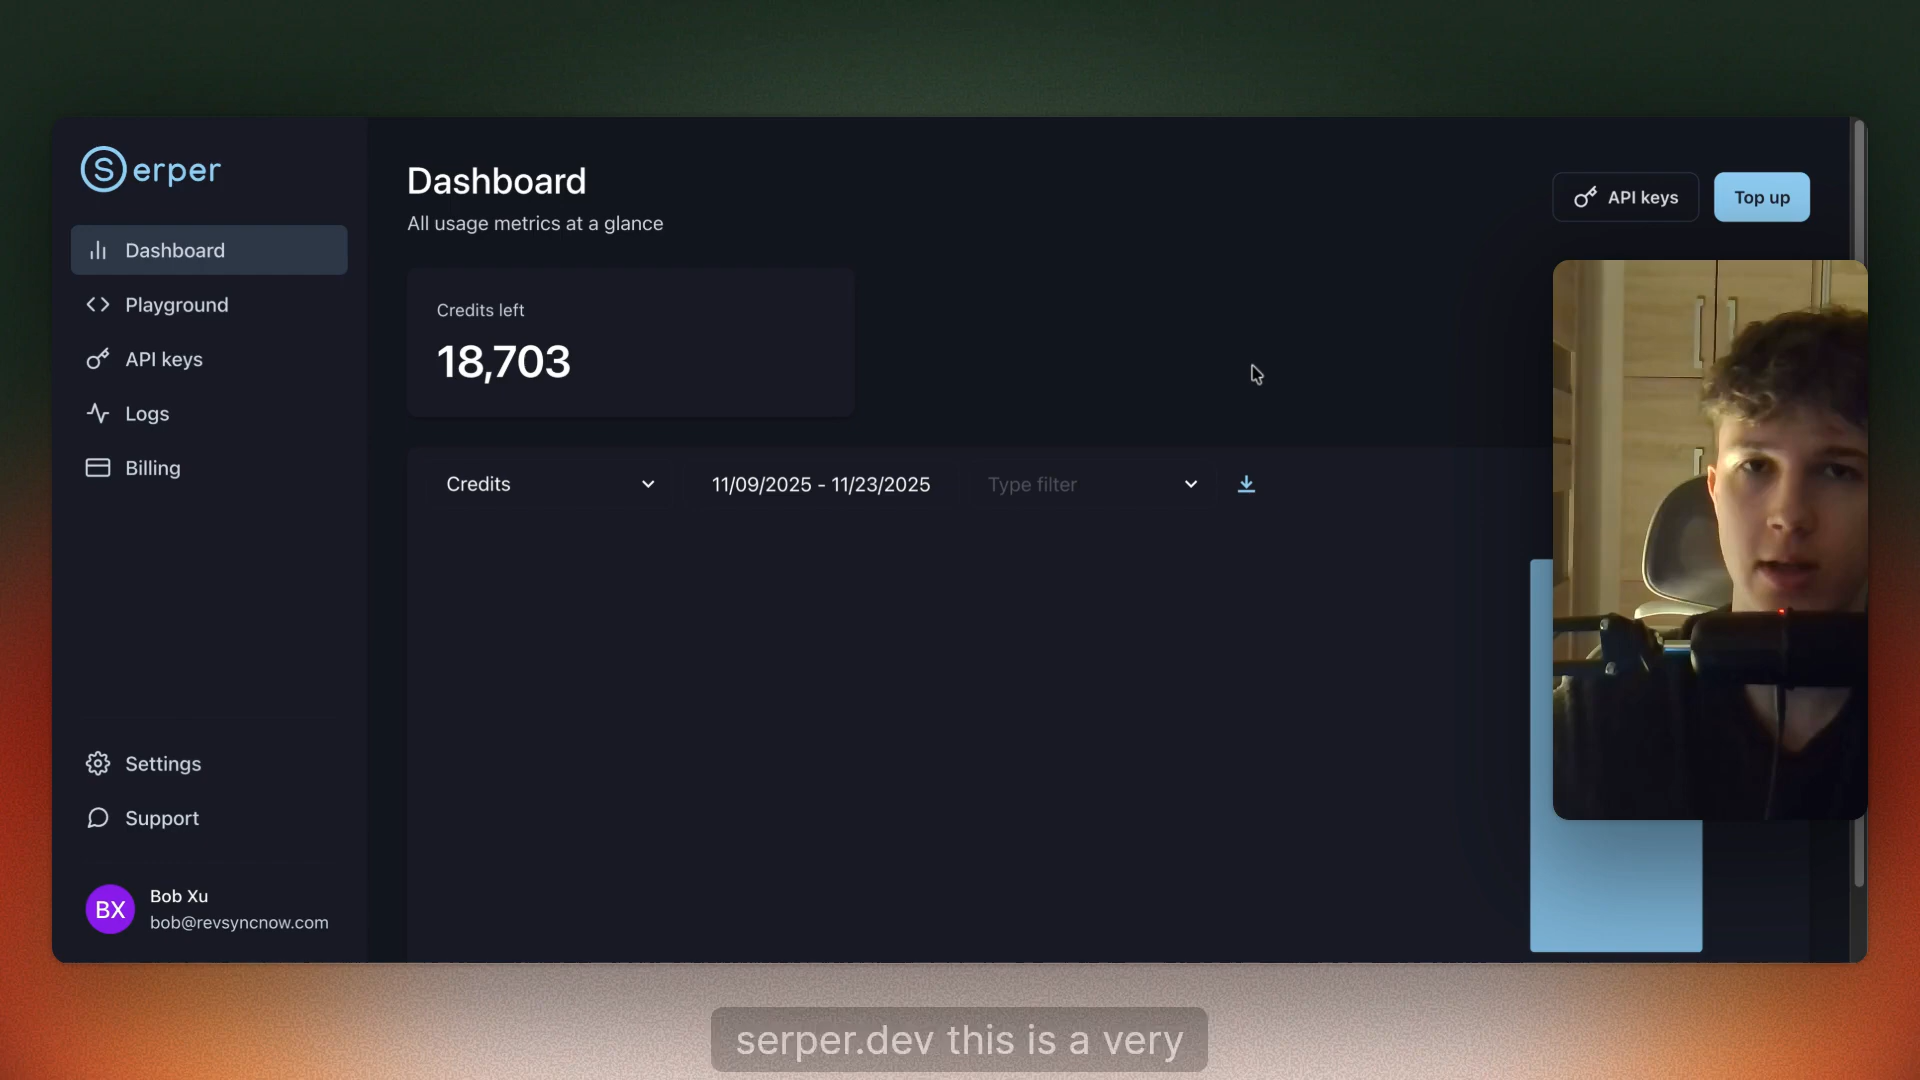 Serper
Dashboard
Playground
API keys
Logs
Billing
Settings
Support
BX
Bob Xu
bob@revsyncnow.com
Dashboard
All usage metrics at a glance
API keys
Top up
Credits left
18,703
Credits
11/09/2025 - 11/23/2025
Type filter
serper.dev this is a very